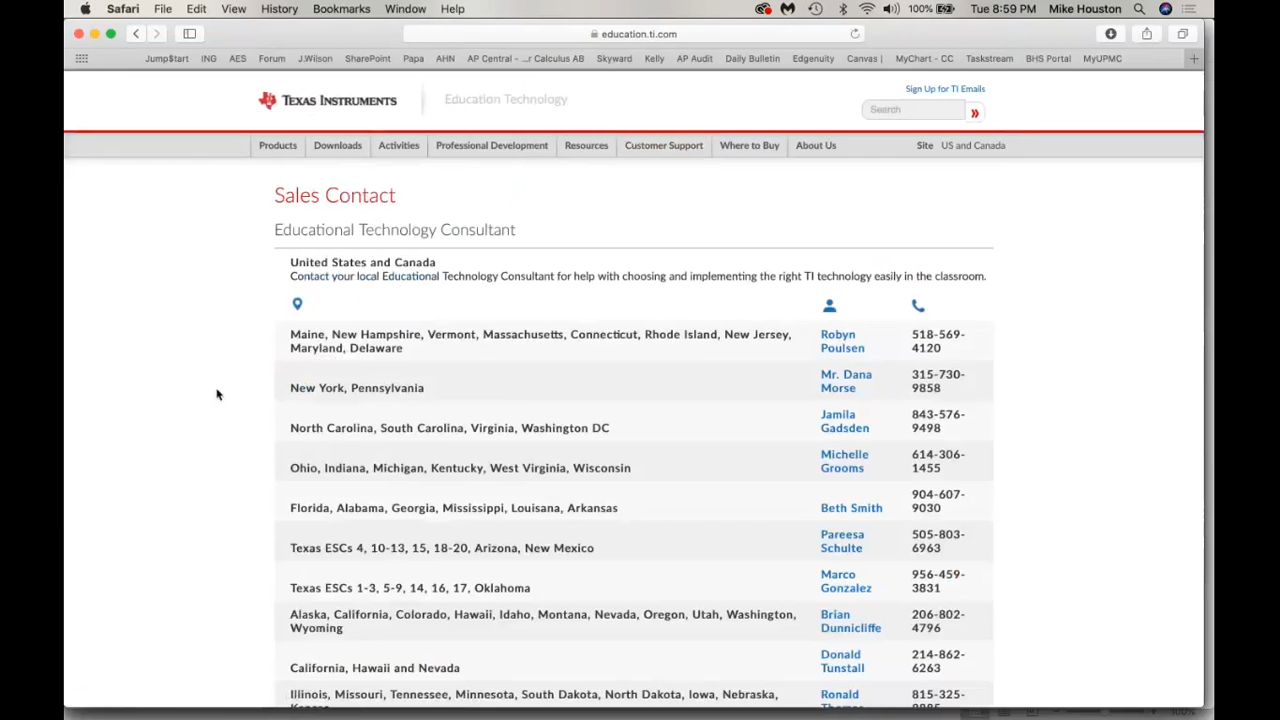 Safari File Edit View History Bookmarks Window Help 100% Tue 8:59 PM Mike Houston
education.ti.com
Jump$tart ING AES Forum J.Wilson SharePoint Papa AHN AP Central - ...r Calculus AB Skyward Kelly AP Audit Daily Bulletin Edgenuity Canvas | MyChart - CC Taskstream BHS Portal MyUPMC
Sign Up for TI Emails
TEXAS INSTRUMENTS Education Technology
Search »
Products Downloads Activities Professional Development Resources Customer Support Where to Buy About Us Site US and Canada
Sales Contact
Educational Technology Consultant
United States and Canada
Contact your local Educational Technology Consultant for help with choosing and implementing the right TI technology easily in the classroom.
Maine, New Hampshire, Vermont, Massachusetts, Connecticut, Rhode Island, New Jersey, Robyn 518-569-
Maryland, Delaware Poulsen 4120
Mr. Dana 315-730-
New York, Pennsylvania Morse 9858
Jamila 843-576-
North Carolina, South Carolina, Virginia, Washington DC Gadsden 9498
Michelle 614-306-
Ohio, Indiana, Michigan, Kentucky, West Virginia, Wisconsin Grooms 1455
904-607-
Florida, Alabama, Georgia, Mississippi, Louisana, Arkansas Beth Smith 9030
Pareesa 505-803-
Texas ESCs 4, 10-13, 15, 18-20, Arizona, New Mexico Schulte 6963
Marco 956-459-
Texas ESCs 1-3, 5-9, 14, 16, 17, Oklahoma Gonzalez 3831
Alaska, California, Colorado, Hawaii, Idaho, Montana, Nevada, Oregon, Utah, Washington, Brian 206-802-
Wyoming Dunnicliffe 4796
Donald 214-862-
California, Hawaii and Nevada Tunstall 6263
Illinois, Missouri, Tennessee, Minnesota, South Dakota, North Dakota, Iowa, Nebraska, Ronald 815-325-